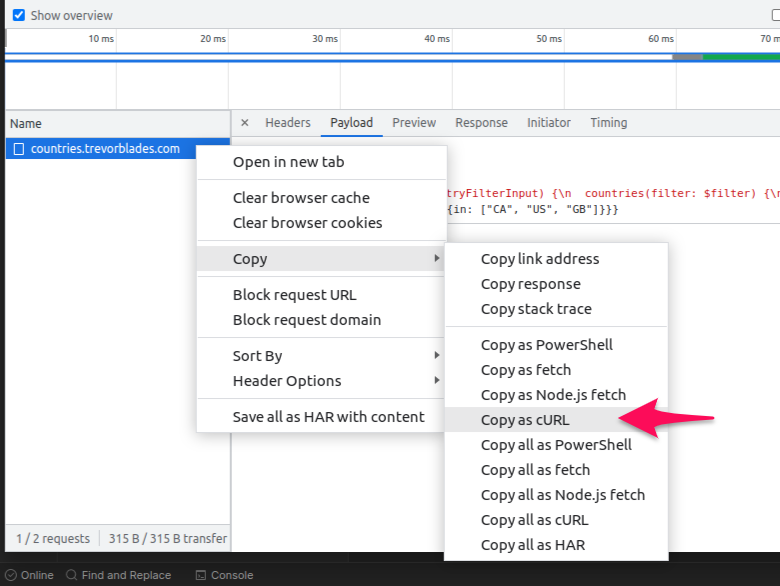 Show overview
10 ms 20 ms 30 ms 40 ms 50 ms 60 ms 70 m
Name
× Headers Payload Preview Response Initiator Timing
countries.trevorblades.com
Open in new tab
tryFilterInput) {\n countries(filter: $filter) {\n
Clear browser cache
{in: ["CA", "US", "GB"]}}}
Clear browser cookies
Copy
Block request URL
Block request domain
Sort By
Header Options
Save all as HAR with content
Copy link address
Copy response
Copy stack trace
Copy as PowerShell
Copy as fetch
Copy as Node.js fetch
Copy as cURL
Copy all as PowerShell
Copy all as fetch
Copy all as Node.js fetch
Copy all as cURL
Copy all as HAR
1 / 2 requests 315 B / 315 B transfer
Online Find and Replace Console